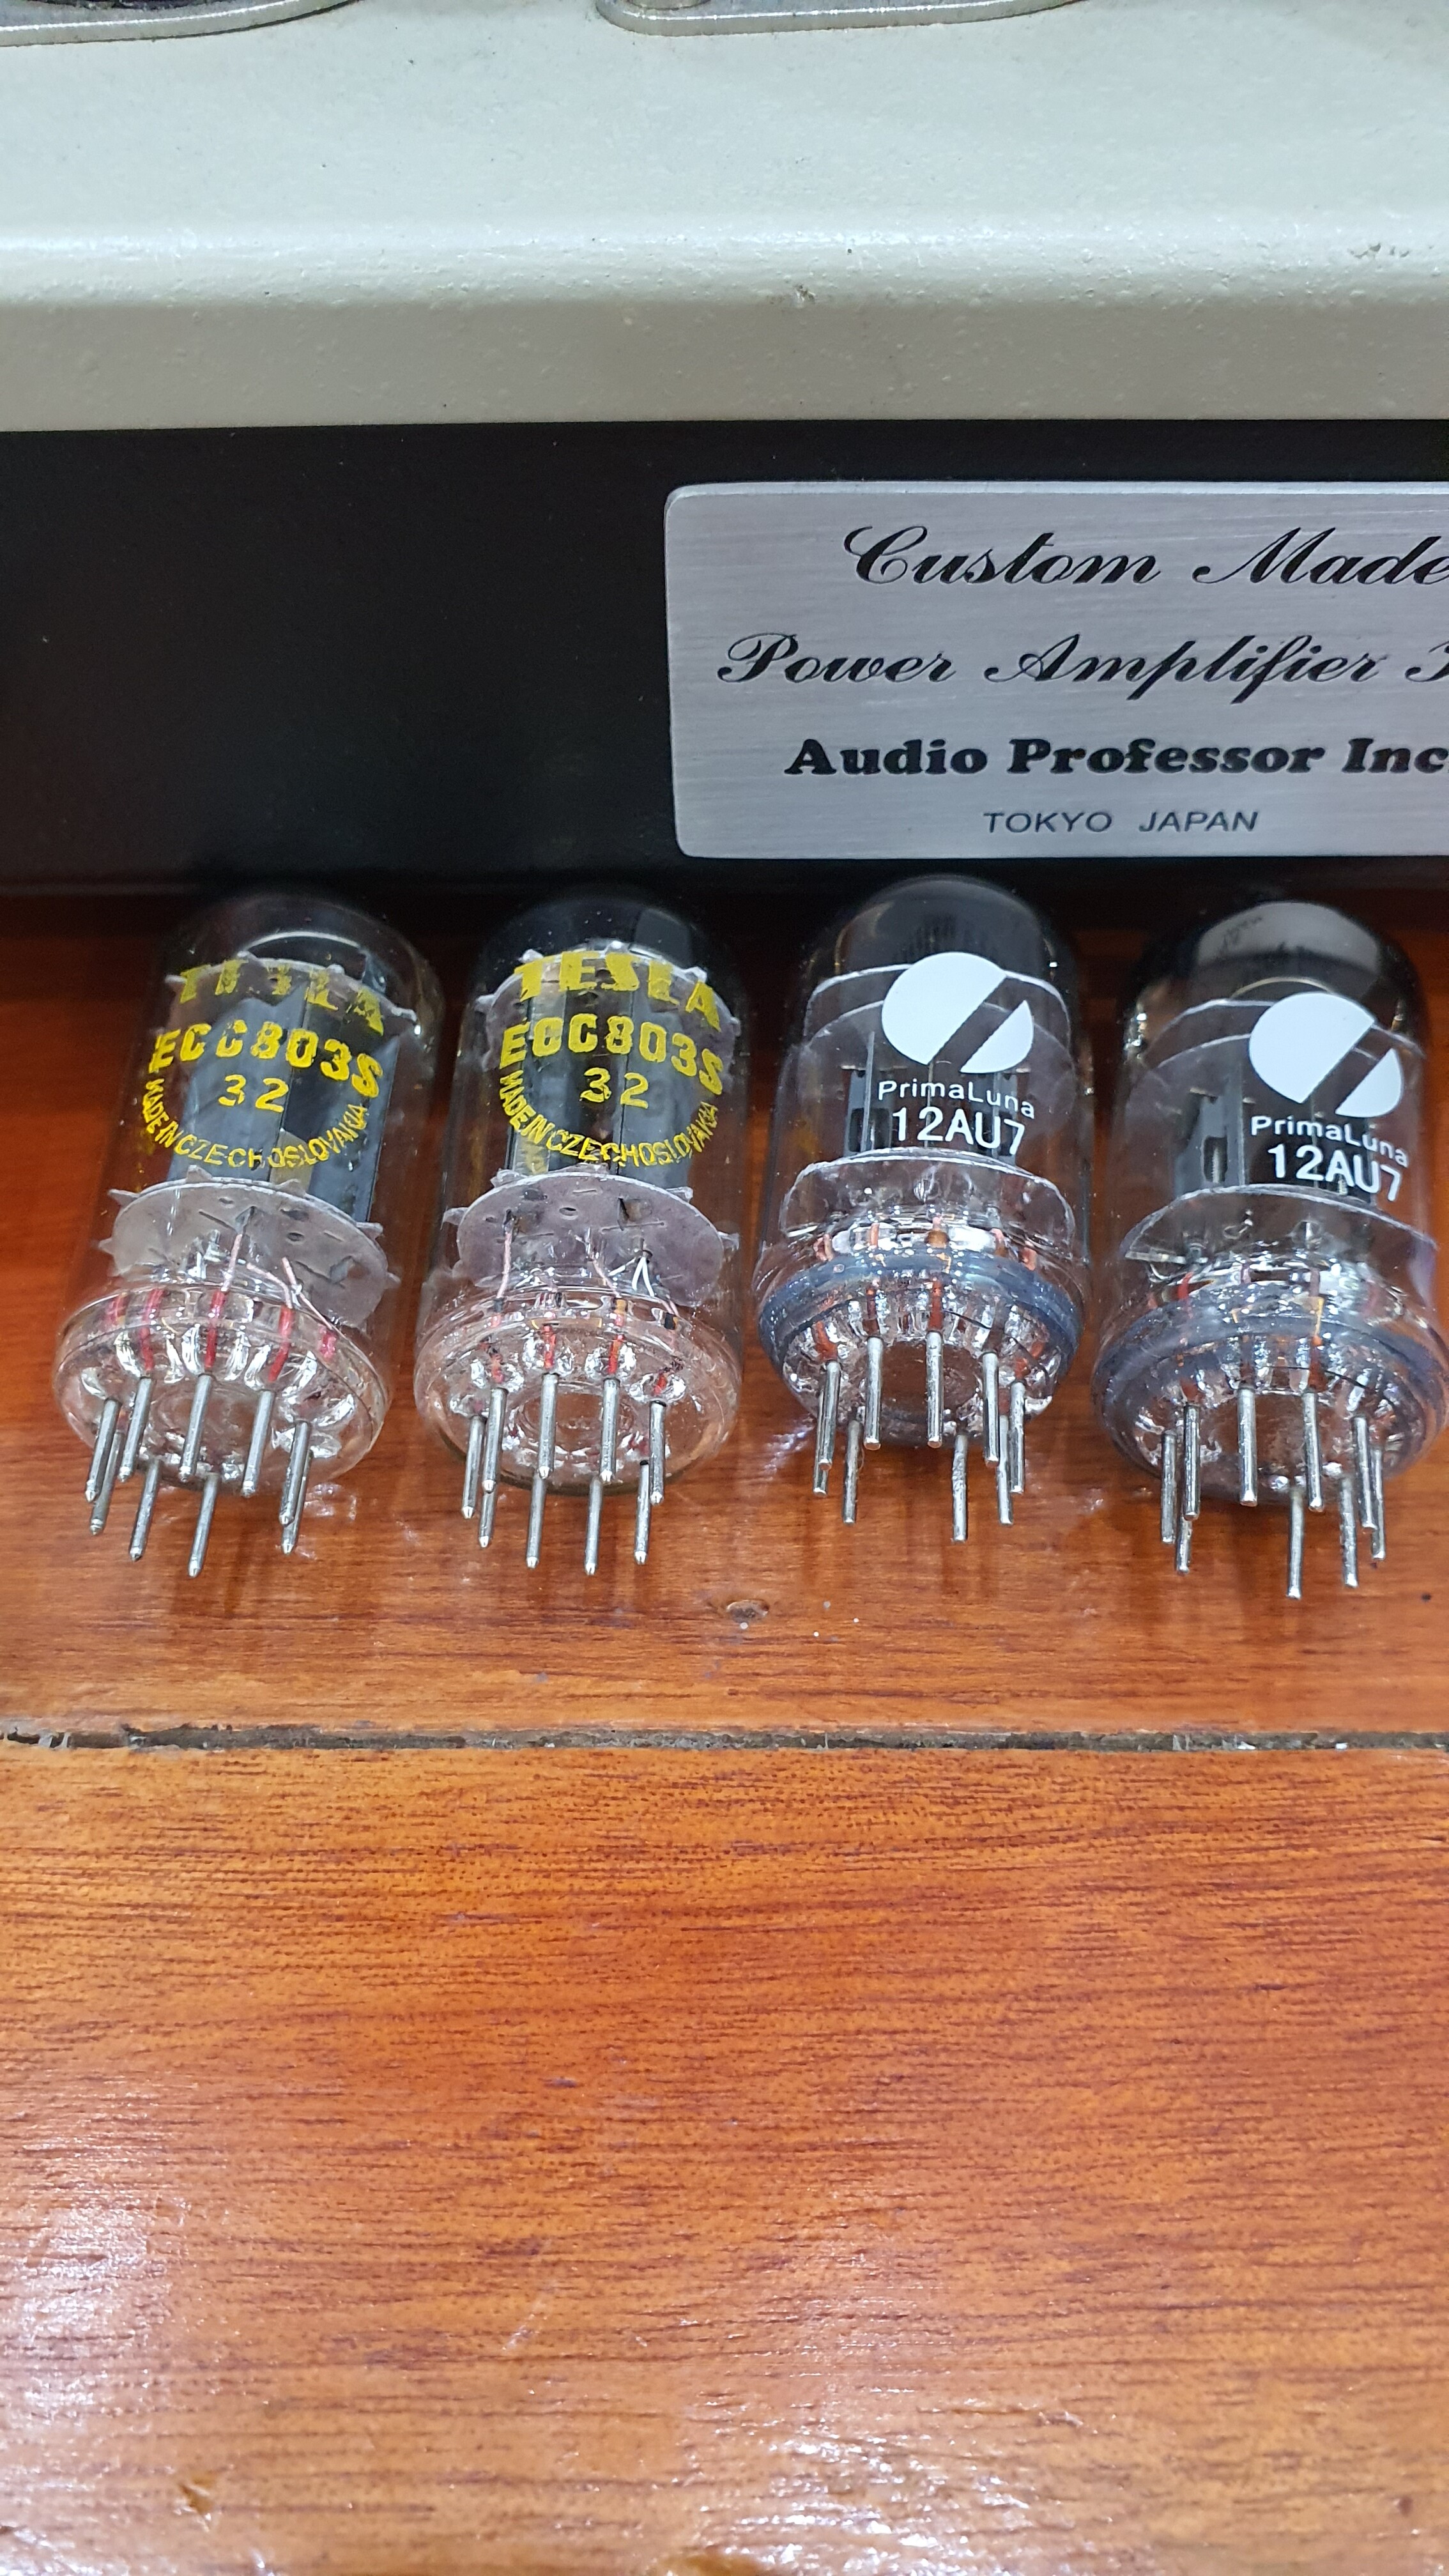 Custom Made
Power Amplifier
Audio Professor Inc
TOKYO JAPAN
TESLA
ECC803S
32
MADE IN CZECHOSLOVAKIA
TESLA
ECC803S
32
MADE IN CZECHOSLOVAKIA
PrimaLuna
12AU7
PrimaLuna
12AU7